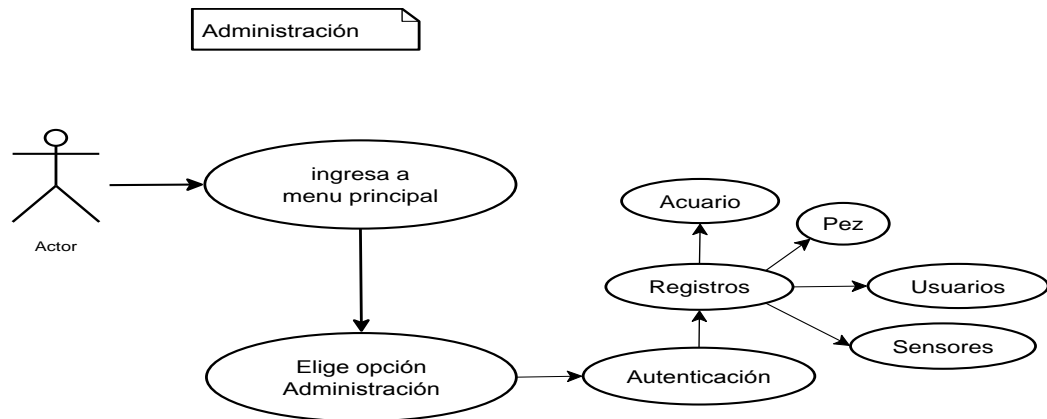 Administración
ingresa a
menu principal
Actor
Acuario
Pez
Registros
Usuarios
Sensores
Elige opción
Administración
Autenticación